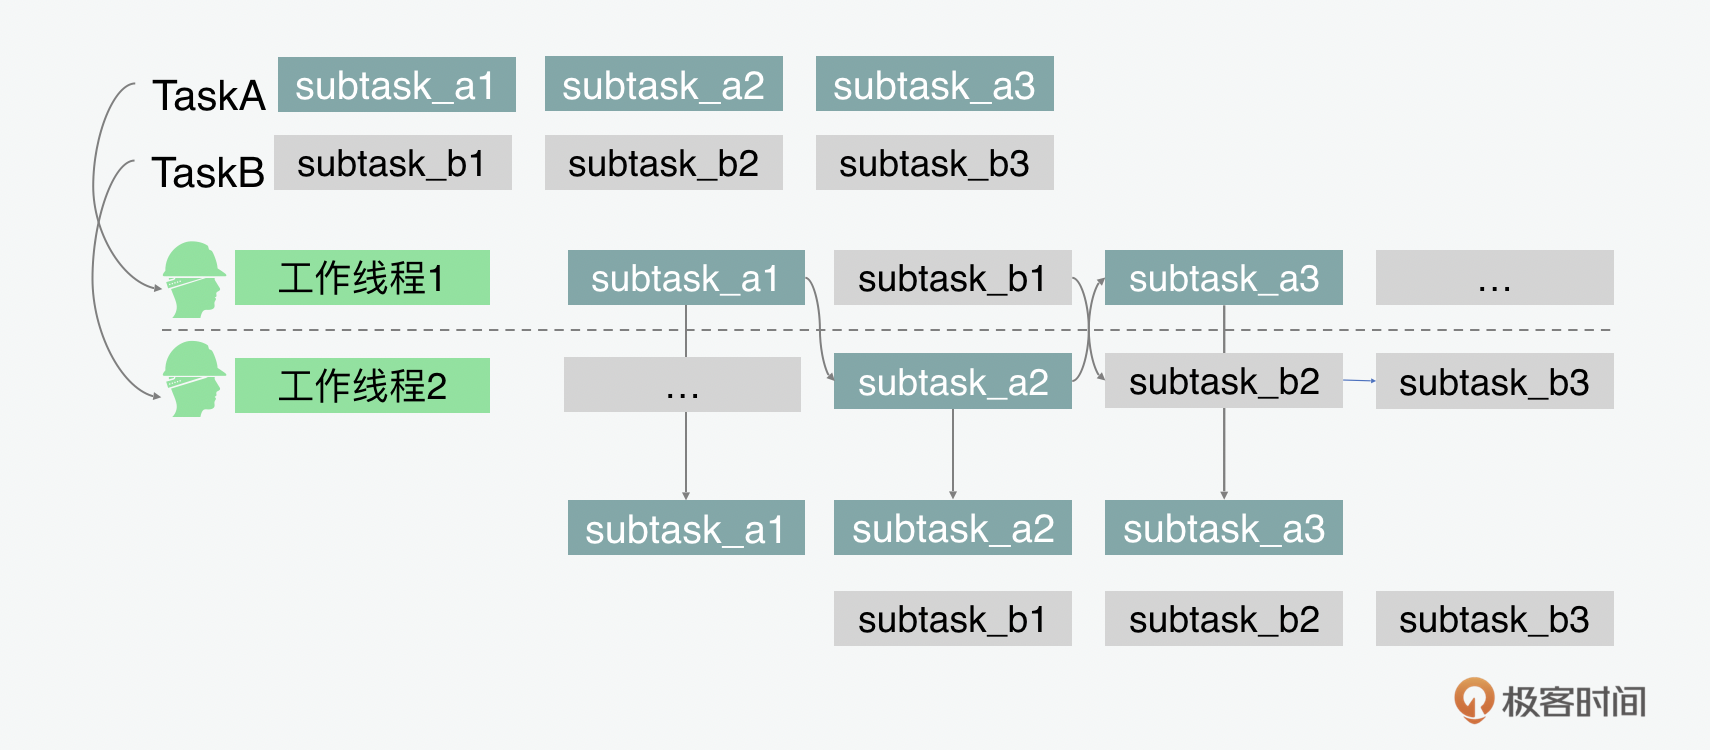 TaskA subtask_a1 subtask_a2 subtask_a3
TaskB subtask_b1 subtask_b2 subtask_b3
工作线程1 subtask_a1 subtask_b1 subtask_a3 ...
工作线程2 ... subtask_a2 subtask_b2 subtask_b3
subtask_a1 subtask_a2 subtask_a3
subtask_b1 subtask_b2 subtask_b3
极客时间